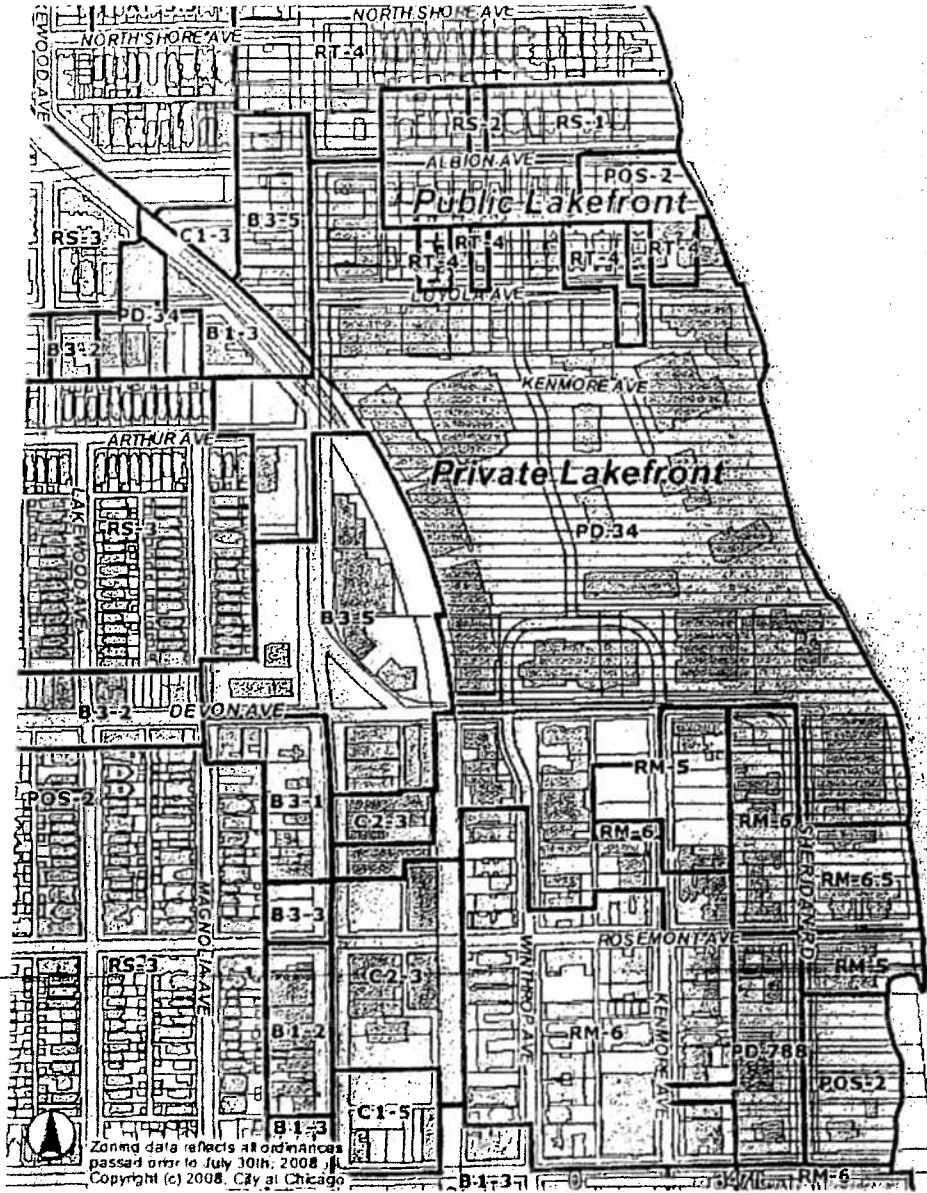 NORTH SHORE AVE
EWOOD AVE
NORTH SHORE AVE
RT-4
RS-2
RS-1
ALBION AVE
POS-2
Public Lakefront
B3-5
C1-3
RS-3
RT-4
RT-4
RT-4
RT-4
LOYOLA AVE
PD-34
B1-3
B3-2
KENMORE AVE
ARTHUR AVE
Private Lakefront
LAKEWOOD AVE
RS-3
PD-34
B3-5
B3-2
DEVON AVE
RM-5
POS-2
B3-1
C2-3
RM-6
RM-6
SHERIDAN RD
RM-6.5
MAGNOLIA AVE
B3-3
WINTHROP AVE
ROSEMONT AVE
RS-3
C2-3
RM-5
B1-2
RM-6
KENMORE AVE
PD-788
POS-2
C1-5
B1-3
Zoning data reflects all ordinances
passed prior to July 30th, 2008
Copyright (c) 2008, City of Chicago
B1-3
RM-6